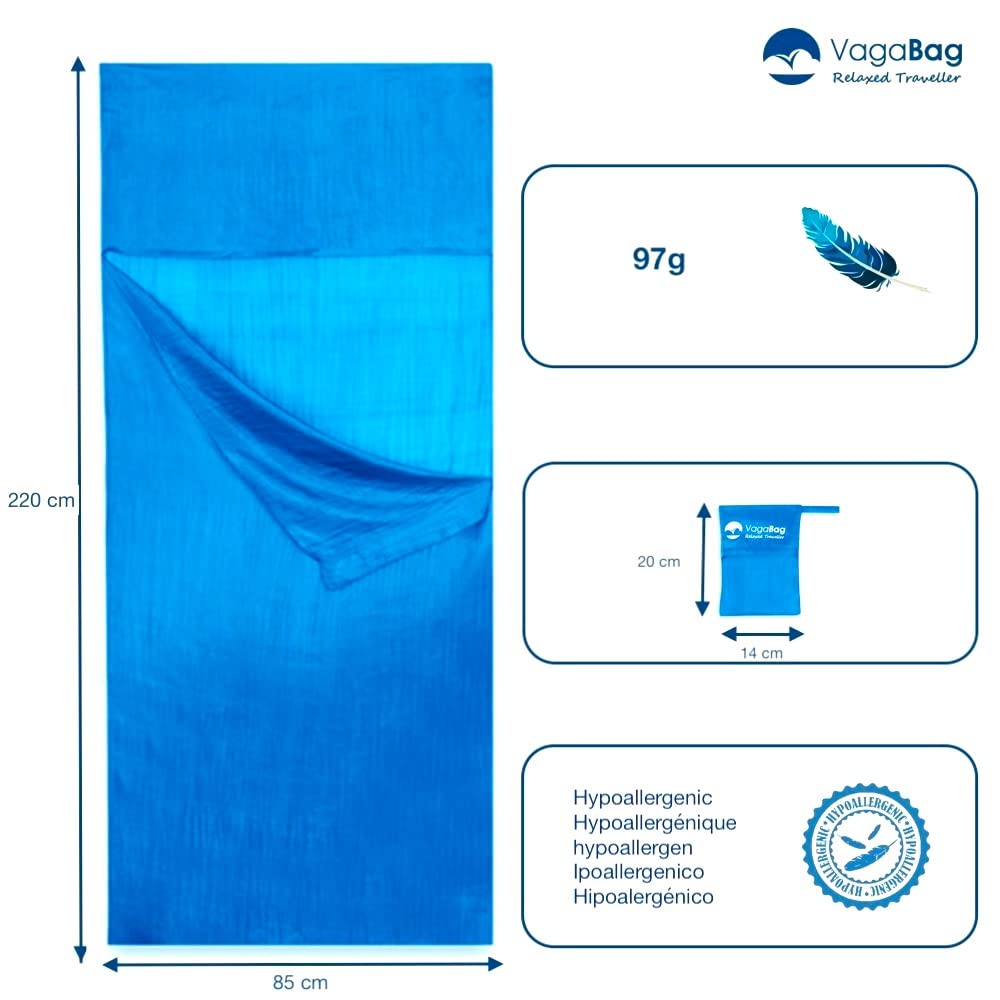 VagaBag
Relaxed Traveller
97g
220 cm
VagaBag
Relaxed Traveller
20 cm
14 cm
Hypoallergenic
Hypoallergénique
hypoallergen
Ipoallergenico
Hipoalergénico
HYPOALLERGENIC · HYPOALLERGENIC · HYPOALLERGENIC ·
85 cm